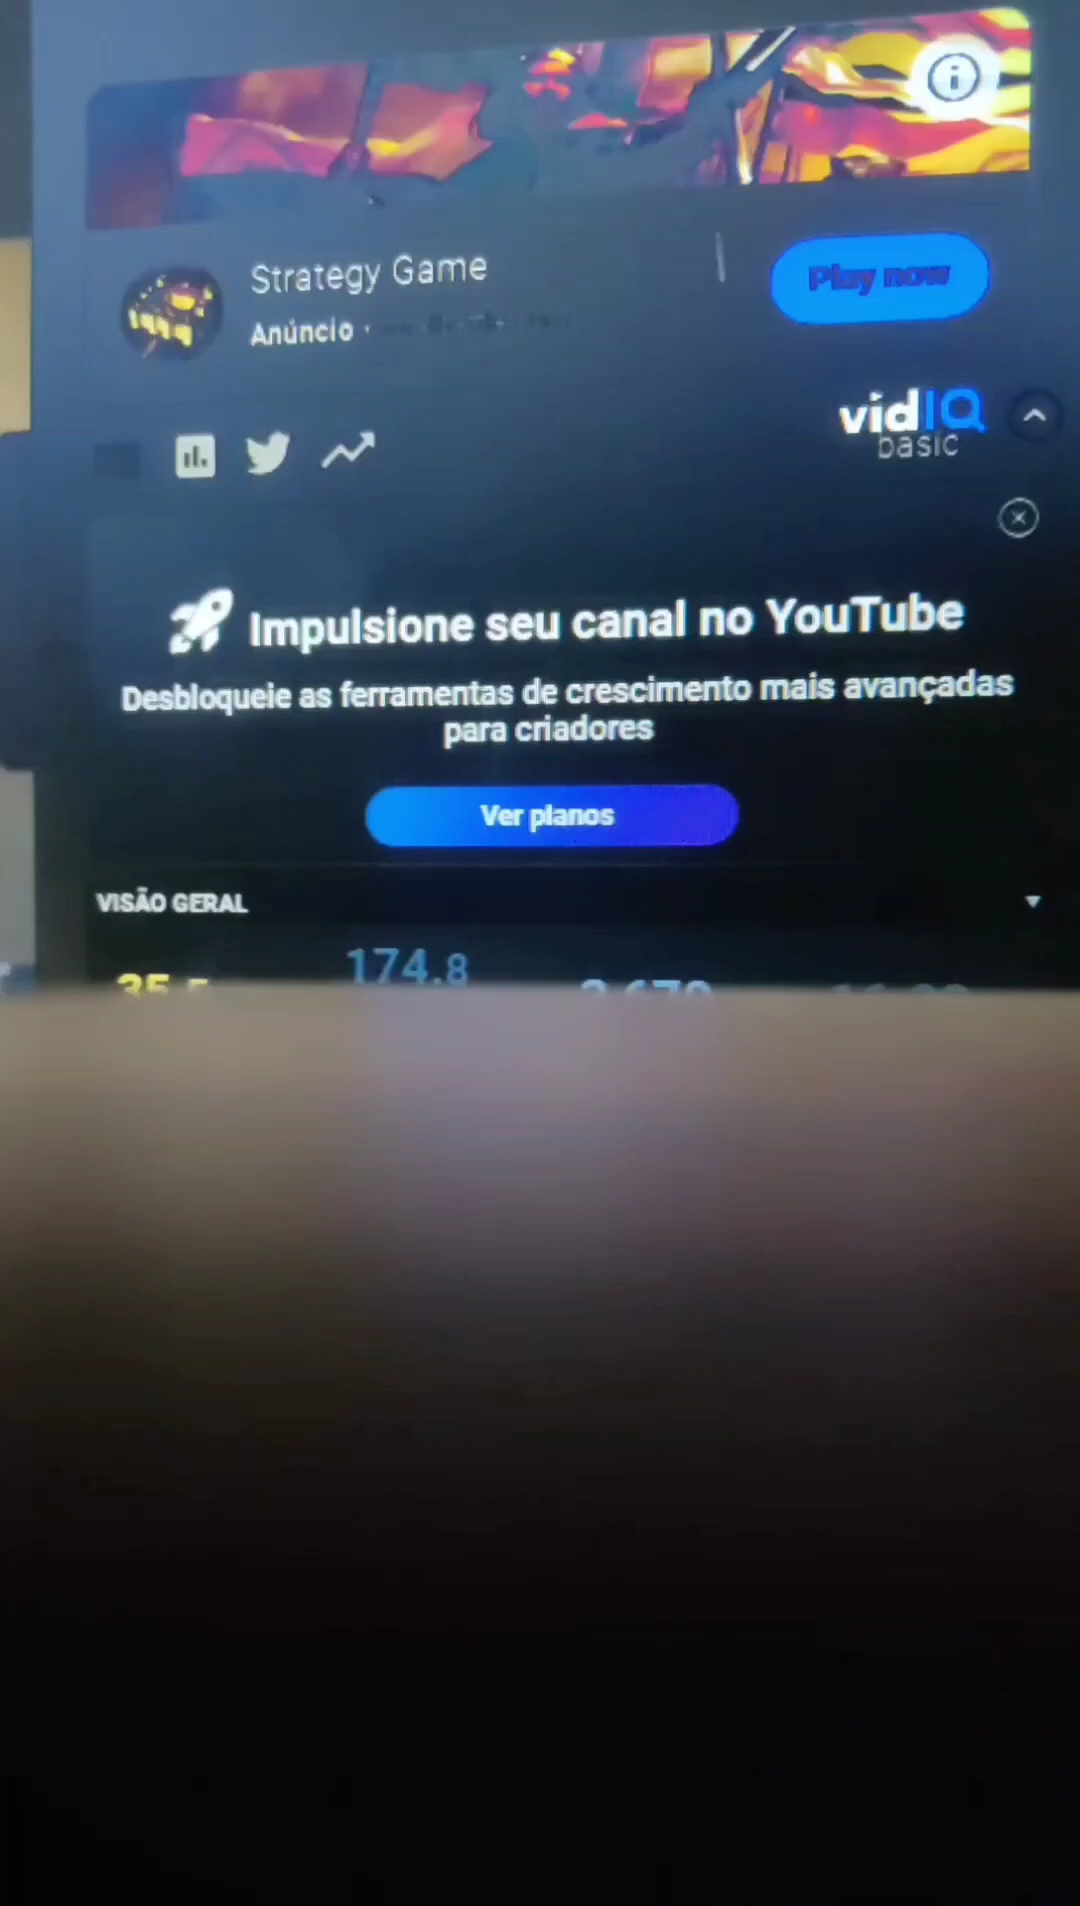 Strategy Game
Play now
Anúncio ·
vidIQ
basic
Impulsione seu canal no YouTube
Desbloqueie as ferramentas de crescimento mais avançadas
para criadores
Ver planos
VISÃO GERAL
174.8